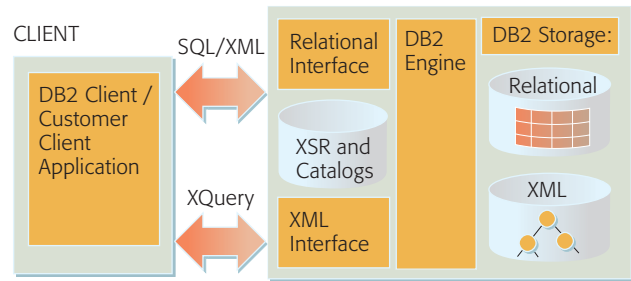 CLIENT
DB2 Client /
Customer
Client
Application
SQL/XML
XQuery
Relational
Interface
XSR and
Catalogs
XML
Interface
DB2
Engine
DB2 Storage:
Relational
XML